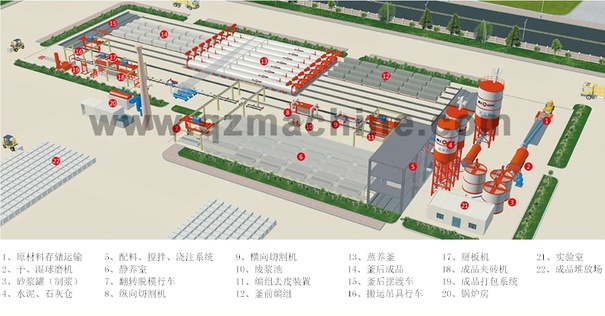 www.qzmachine.com
1、原材料存储运输
2、干、湿球磨机
3、砂浆罐（制浆）
4、水泥、石灰仓
5、配料、搅拌、浇注系统
6、静养室
7、翻转脱模行车
8、纵向切割机
9、横向切割机
10、废浆池
11、编组去皮装置
12、釜前编组
13、蒸养釜
14、釜后成品
15、釜后摆渡车
16、搬运吊具行车
17、掰板机
18、成品夹砖机
19、成品打包系统
20、锅炉房
21、实验室
22、成品堆放场